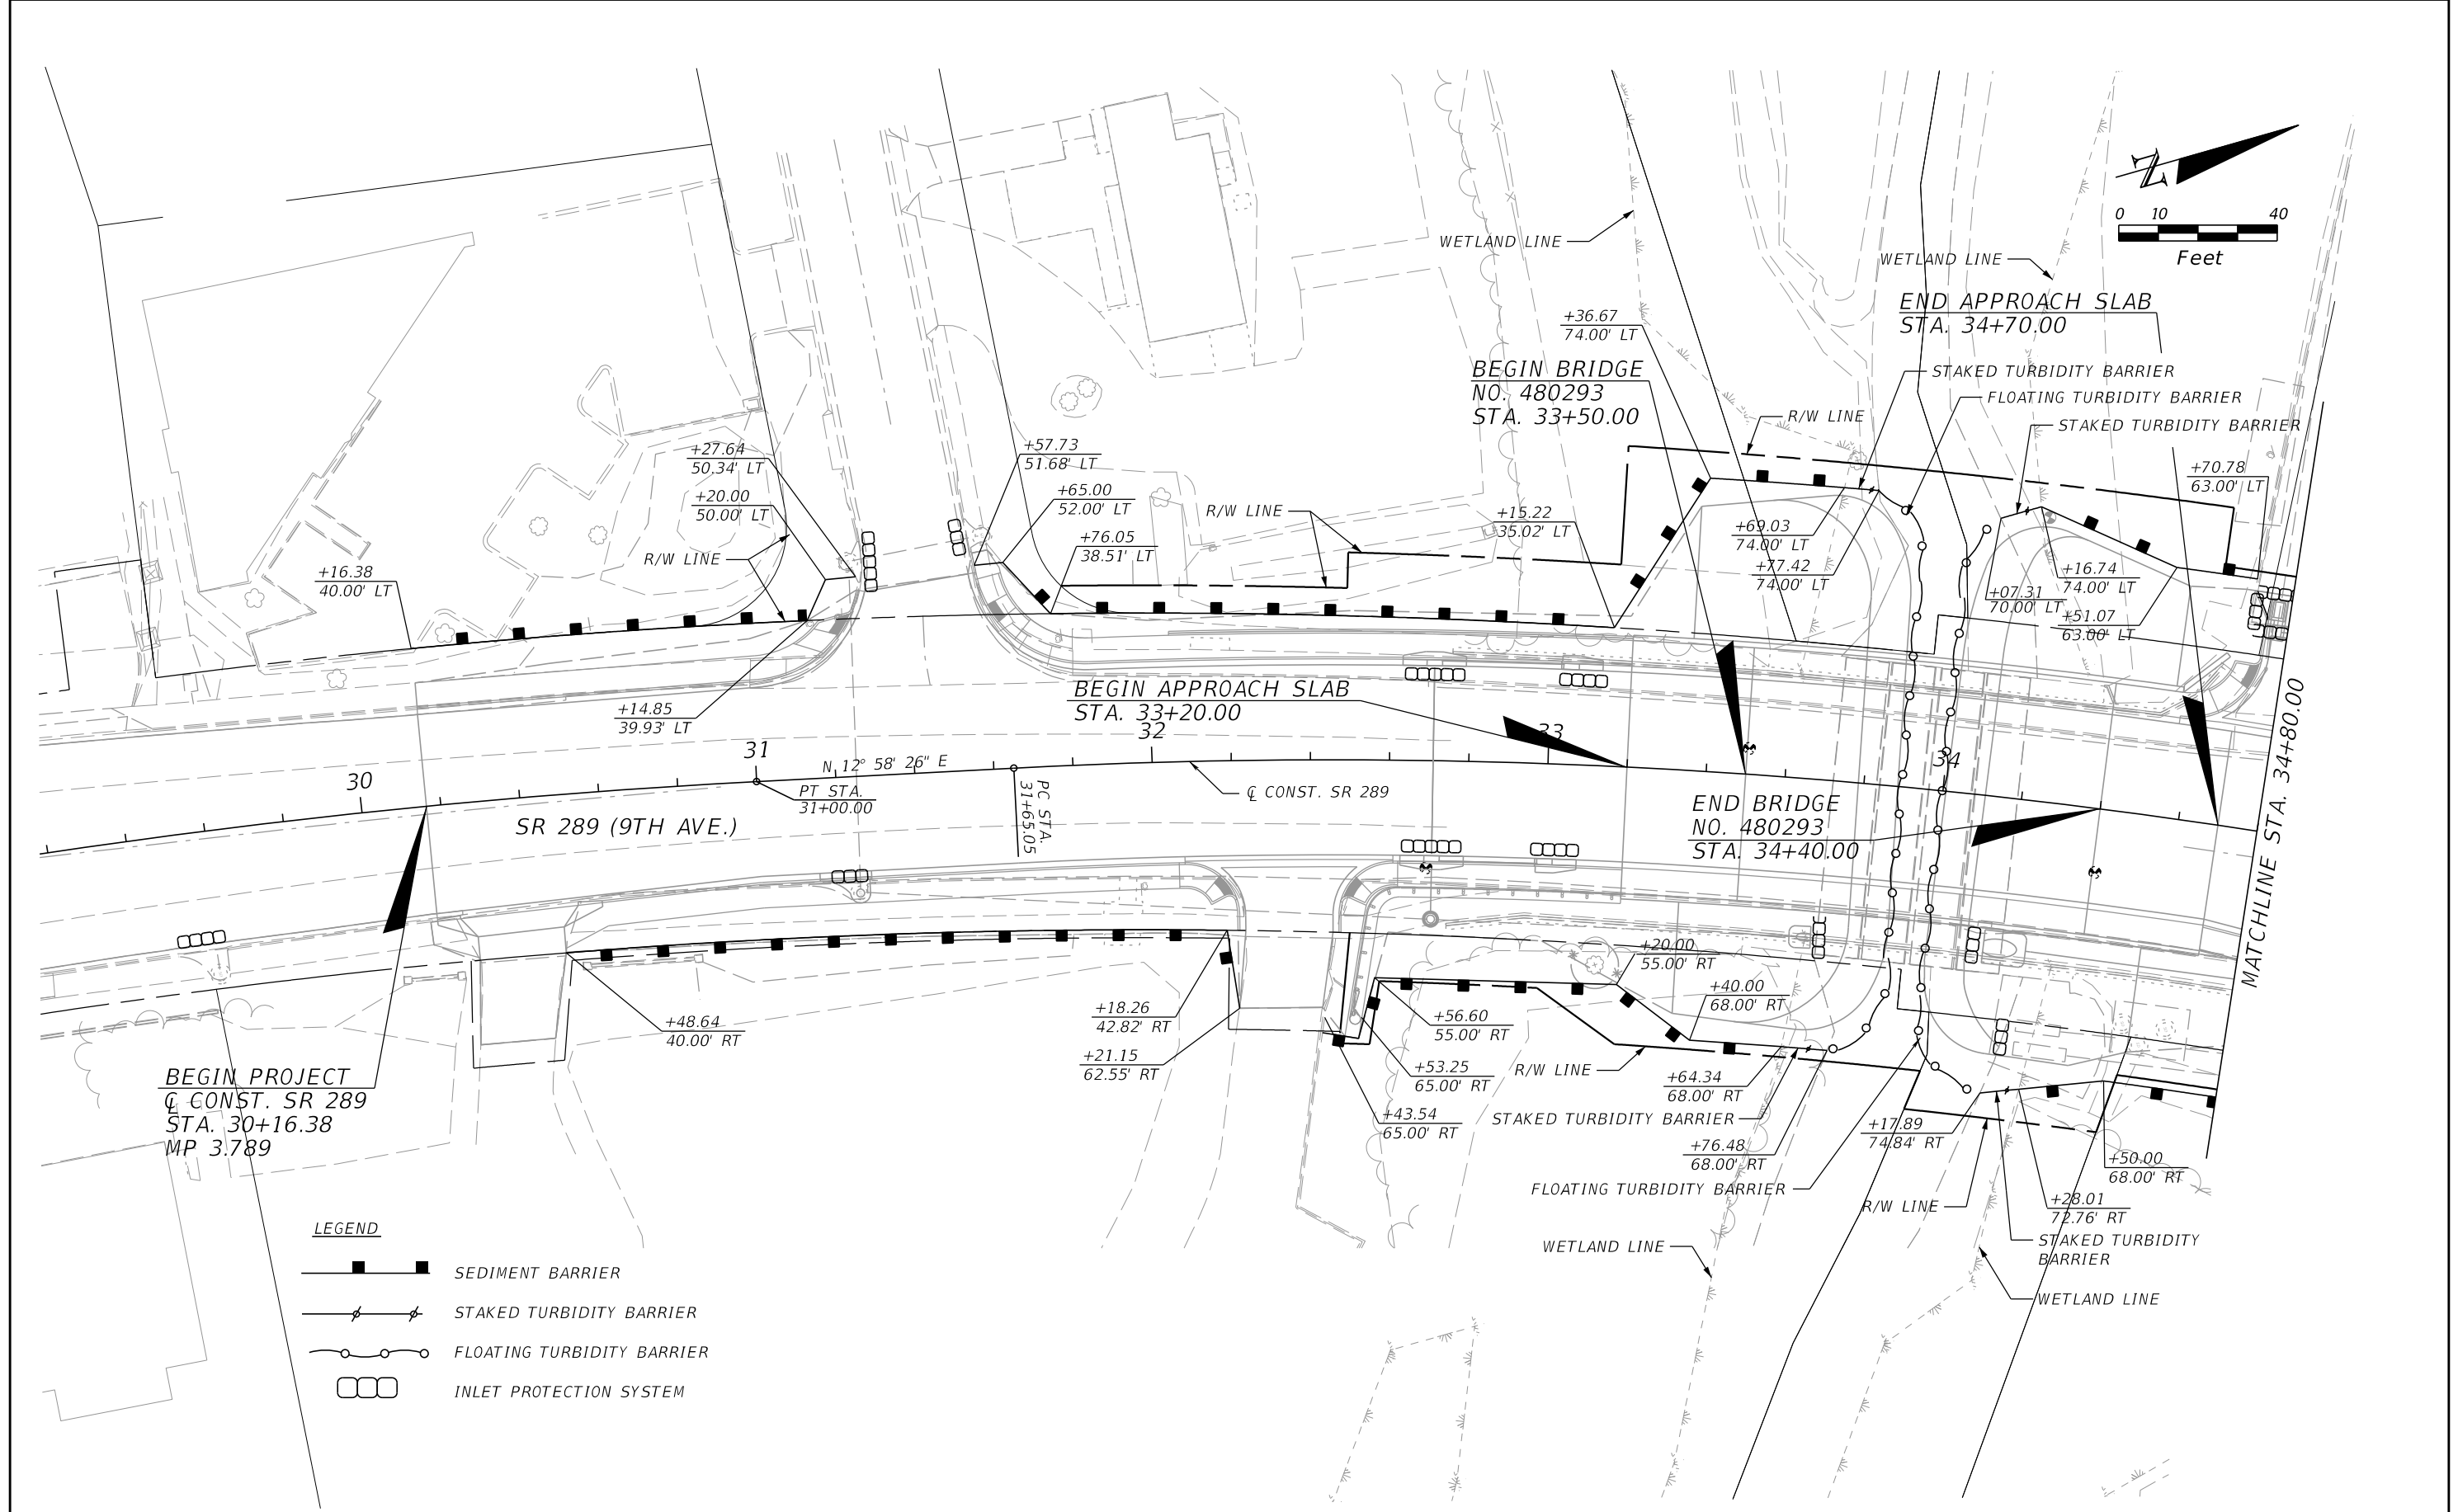 N
0 10 40
Feet
WETLAND LINE
WETLAND LINE
END APPROACH SLAB
STA. 34+70.00
+36.67
74.00' LT
BEGIN BRIDGE
NO. 480293
STA. 33+50.00
STAKED TURBIDITY BARRIER
FLOATING TURBIDITY BARRIER
R/W LINE
STAKED TURBIDITY BARRIER
+27.64
50.34' LT
+57.73
51.68' LT
+70.78
63.00' LT
+20.00
50.00' LT
+65.00
52.00' LT
R/W LINE
+15.22
35.02' LT
+69.03
74.00' LT
+76.05
38.51' LT
R/W LINE
+16.38
40.00' LT
+77.42
74.00' LT
+16.74
74.00' LT
+07.31
70.00' LT
+51.07
63.00' LT
+14.85
39.93' LT
BEGIN APPROACH SLAB
STA. 33+20.00
30
31
32
33
34
N 12° 58' 26" E
PT STA.
31+00.00
PC STA.
31+65.05
℄ CONST. SR 289
SR 289 (9TH AVE.)
END BRIDGE
NO. 480293
STA. 34+40.00
MATCHLINE STA. 34+80.00
+20.00
55.00' RT
+40.00
68.00' RT
+48.64
40.00' RT
+18.26
42.82' RT
+21.15
62.55' RT
+56.60
55.00' RT
+53.25
65.00' RT
R/W LINE
+64.34
68.00' RT
+43.54
65.00' RT
STAKED TURBIDITY BARRIER
+76.48
68.00' RT
+17.89
74.84' RT
+50.00
68.00' RT
FLOATING TURBIDITY BARRIER
R/W LINE
+28.01
72.76' RT
STAKED TURBIDITY
BARRIER
WETLAND LINE
WETLAND LINE
BEGIN PROJECT
℄ CONST. SR 289
STA. 30+16.38
MP 3.789
LEGEND
SEDIMENT BARRIER
STAKED TURBIDITY BARRIER
FLOATING TURBIDITY BARRIER
INLET PROTECTION SYSTEM